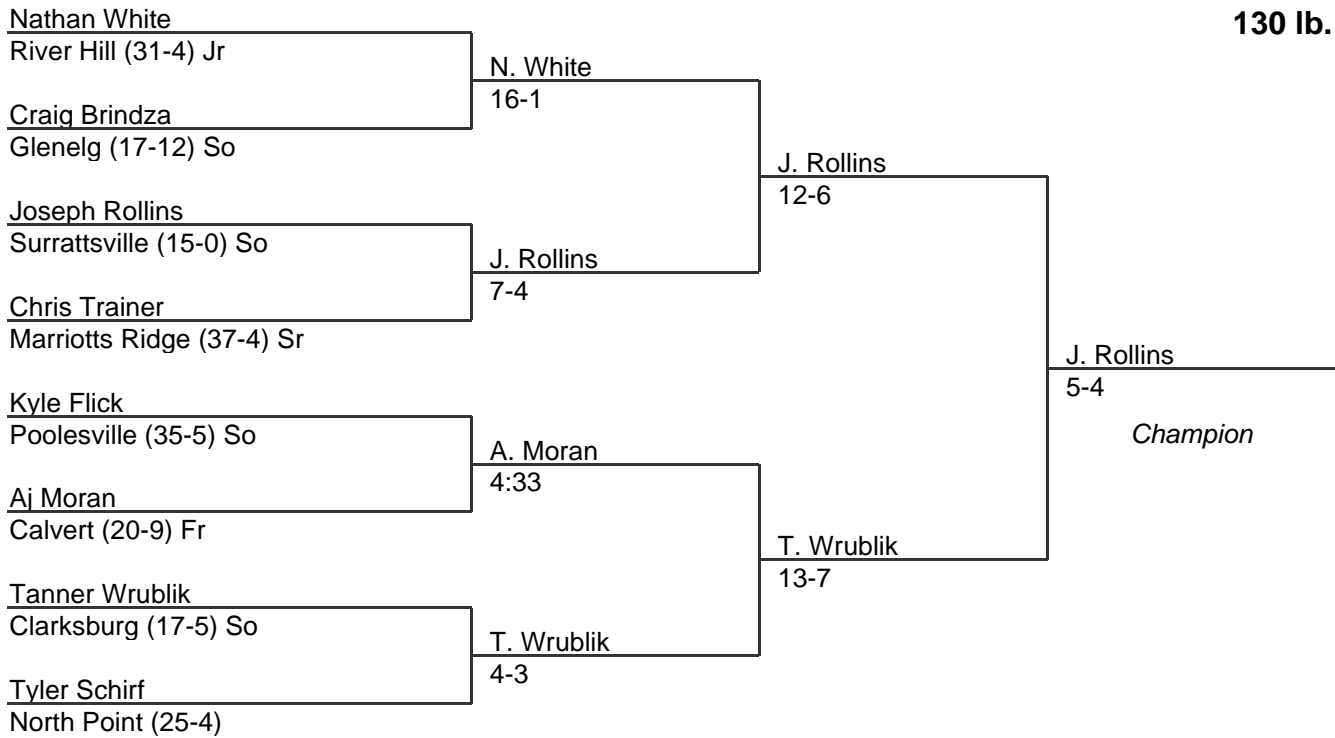 130 lb.
Nathan White
River Hill (31-4) Jr
N. White
16-1
Craig Brindza
Glenelg (17-12) So
J. Rollins
12-6
Joseph Rollins
Surrattsville (15-0) So
J. Rollins
7-4
Chris Trainer
Marriotts Ridge (37-4) Sr
J. Rollins
5-4
Champion
Kyle Flick
Poolesville (35-5) So
A. Moran
4:33
Aj Moran
Calvert (20-9) Fr
T. Wrublik
13-7
Tanner Wrublik
Clarksburg (17-5) So
T. Wrublik
4-3
Tyler Schirf
North Point (25-4)